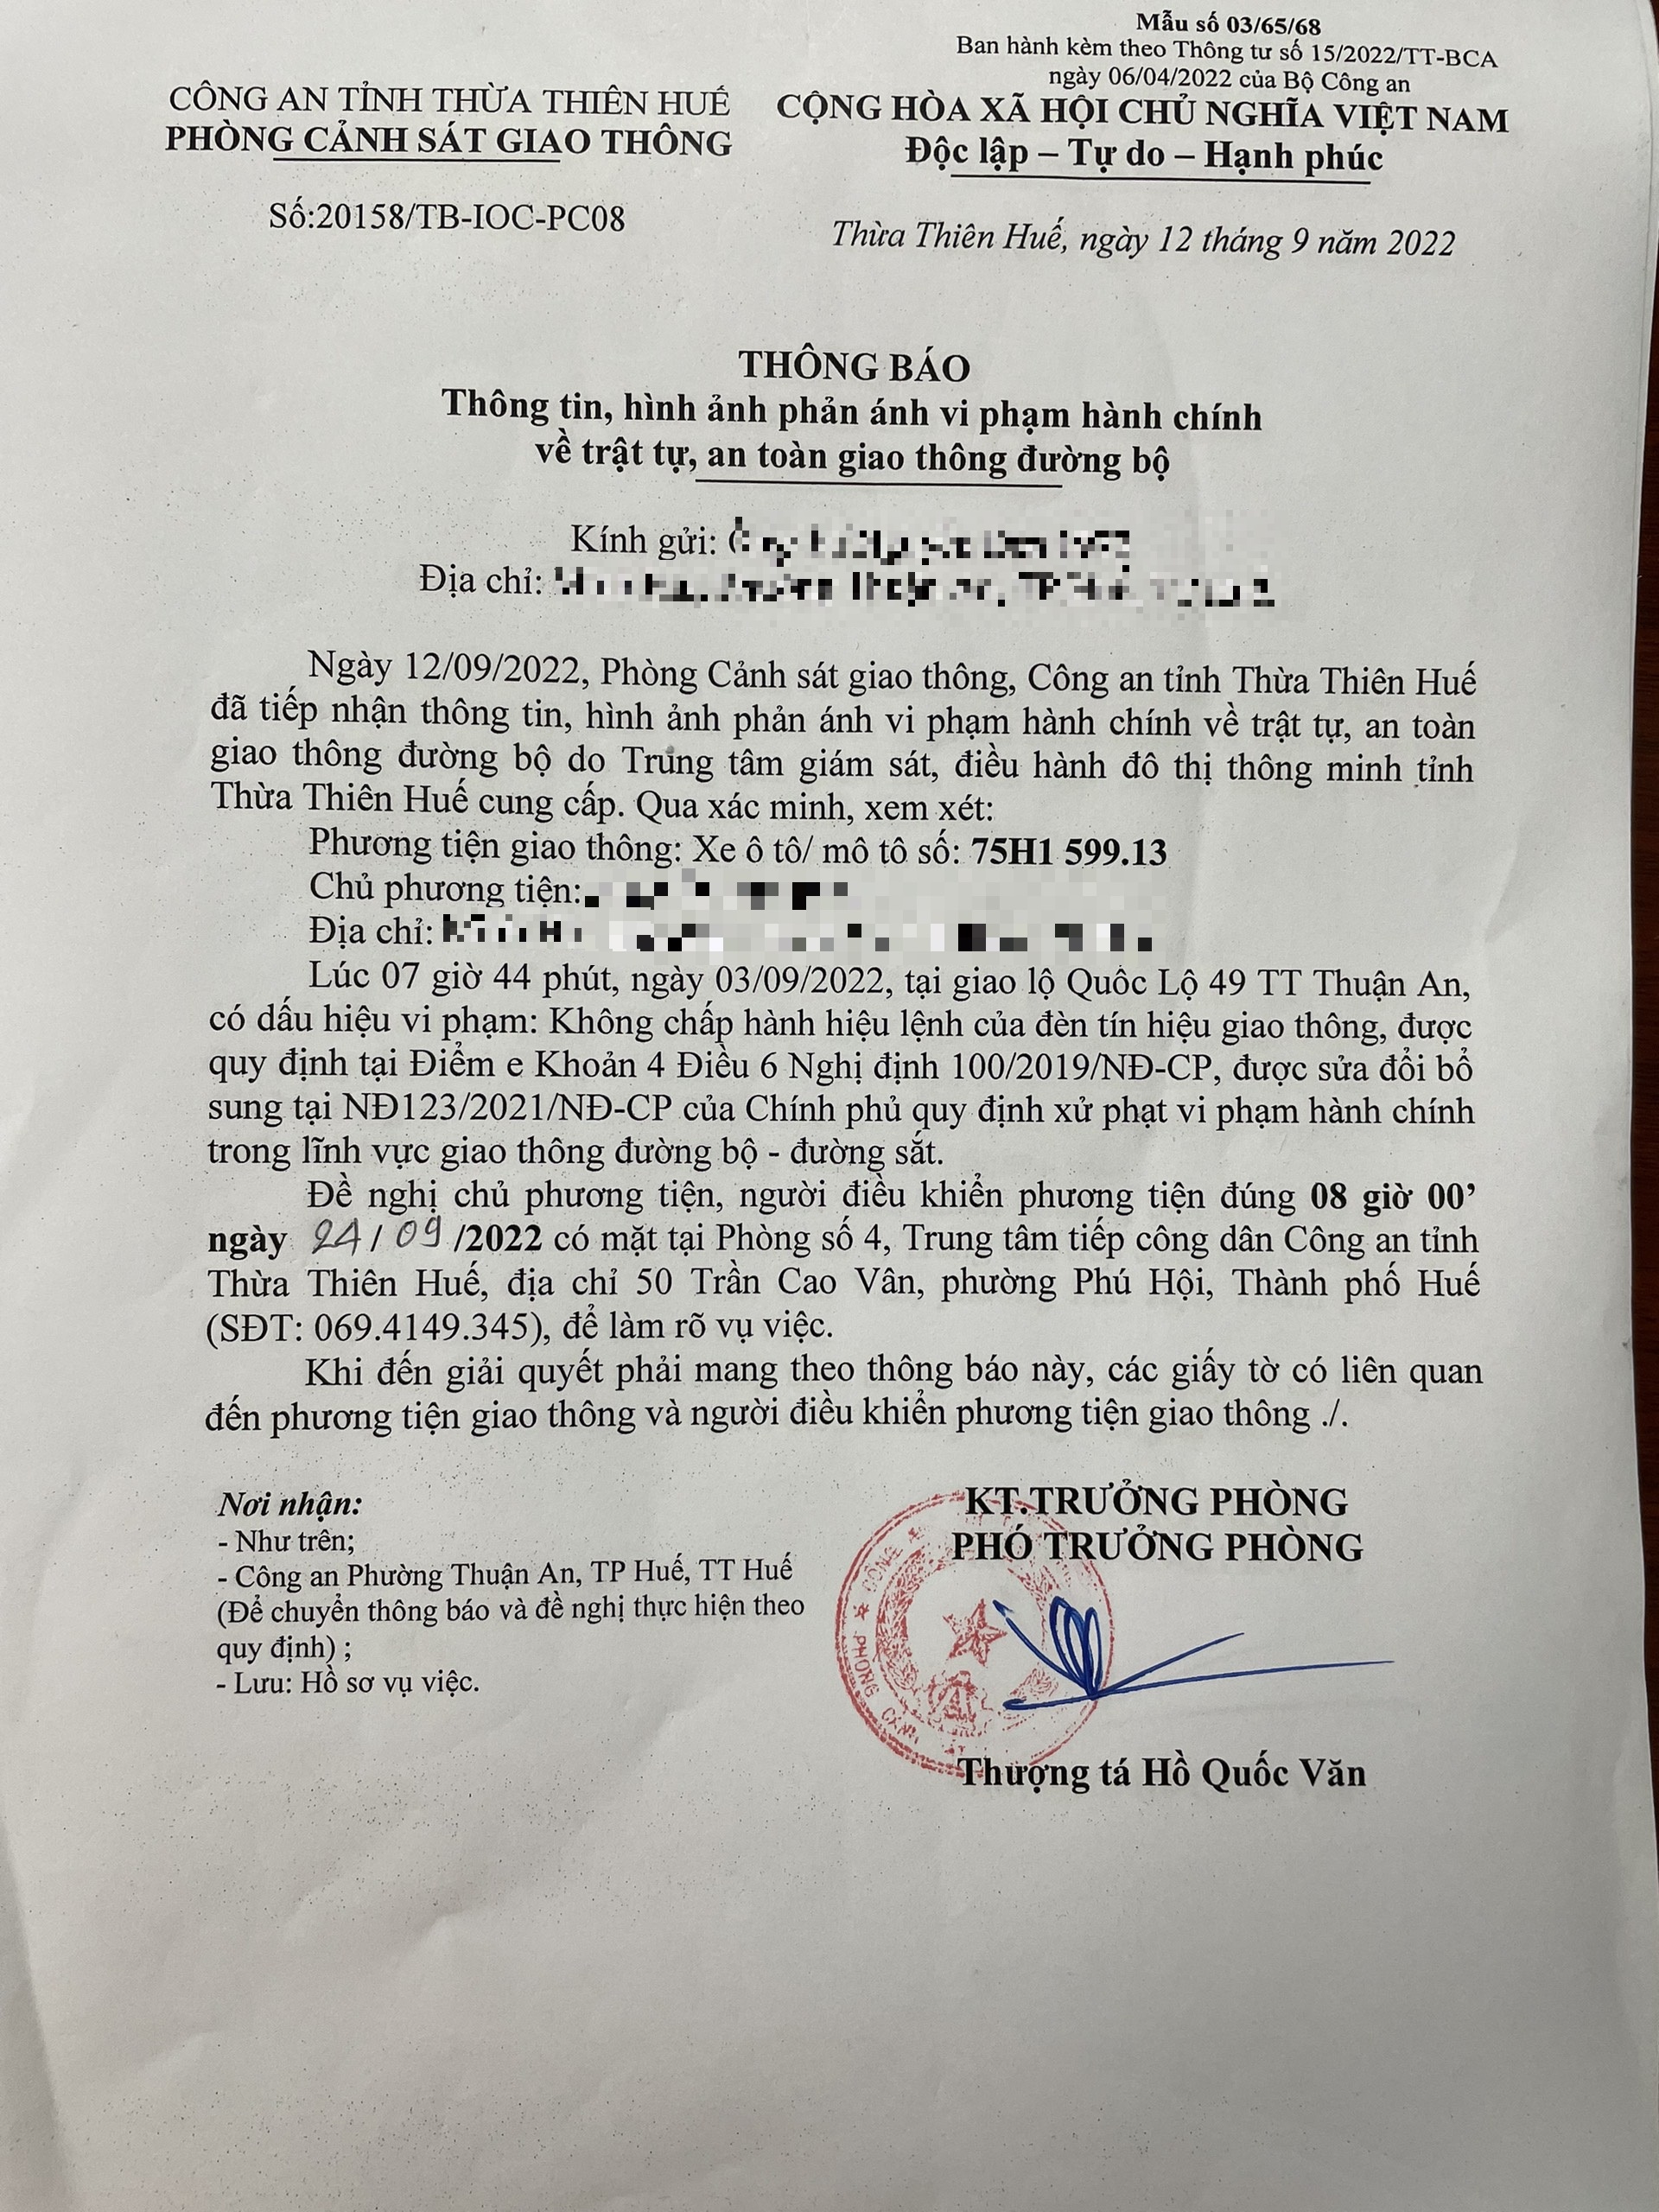 Mẫu số 03/65/68
Ban hành kèm theo Thông tư số 15/2022/TT-BCA
ngày 06/04/2022 của Bộ Công an
CÔNG AN TỈNH THỪA THIÊN HUẾ
PHÒNG CẢNH SÁT GIAO THÔNG
CỘNG HÒA XÃ HỘI CHỦ NGHĨA VIỆT NAM
Độc lập – Tự do – Hạnh phúc
Số:20158/TB-IOC-PC08
Thừa Thiên Huế, ngày 12 tháng 9 năm 2022
THÔNG BÁO
Thông tin, hình ảnh phản ánh vi phạm hành chính
về trật tự, an toàn giao thông đường bộ
Kính gửi:
Địa chỉ:
Ngày 12/09/2022, Phòng Cảnh sát giao thông, Công an tỉnh Thừa Thiên Huế
đã tiếp nhận thông tin, hình ảnh phản ánh vi phạm hành chính về trật tự, an toàn
giao thông đường bộ do Trung tâm giám sát, điều hành đô thị thông minh tỉnh
Thừa Thiên Huế cung cấp. Qua xác minh, xem xét:
Phương tiện giao thông: Xe ô tô/ mô tô số: 75H1 599.13
Chủ phương tiện:
Địa chỉ:
Lúc 07 giờ 44 phút, ngày 03/09/2022, tại giao lộ Quốc Lộ 49 TT Thuận An,
có dấu hiệu vi phạm: Không chấp hành hiệu lệnh của đèn tín hiệu giao thông, được
quy định tại Điểm e Khoản 4 Điều 6 Nghị định 100/2019/NĐ-CP, được sửa đổi bổ
sung tại NĐ123/2021/NĐ-CP của Chính phủ quy định xử phạt vi phạm hành chính
trong lĩnh vực giao thông đường bộ - đường sắt.
Đề nghị chủ phương tiện, người điều khiển phương tiện đúng 08 giờ 00’
ngày 24/09/2022 có mặt tại Phòng số 4, Trung tâm tiếp công dân Công an tỉnh
Thừa Thiên Huế, địa chỉ 50 Trần Cao Vân, phường Phú Hội, Thành phố Huế
(SĐT: 069.4149.345), để làm rõ vụ việc.
Khi đến giải quyết phải mang theo thông báo này, các giấy tờ có liên quan
đến phương tiện giao thông và người điều khiển phương tiện giao thông ./.
Nơi nhận:
- Như trên;
- Công an Phường Thuận An, TP Huế, TT Huế
(Để chuyển thông báo và đề nghị thực hiện theo
quy định) ;
- Lưu: Hồ sơ vụ việc.
KT.TRƯỞNG PHÒNG
PHÓ TRƯỞNG PHÒNG
CÔNG
PHÒNG CẢNH
Thượng tá Hồ Quốc Văn